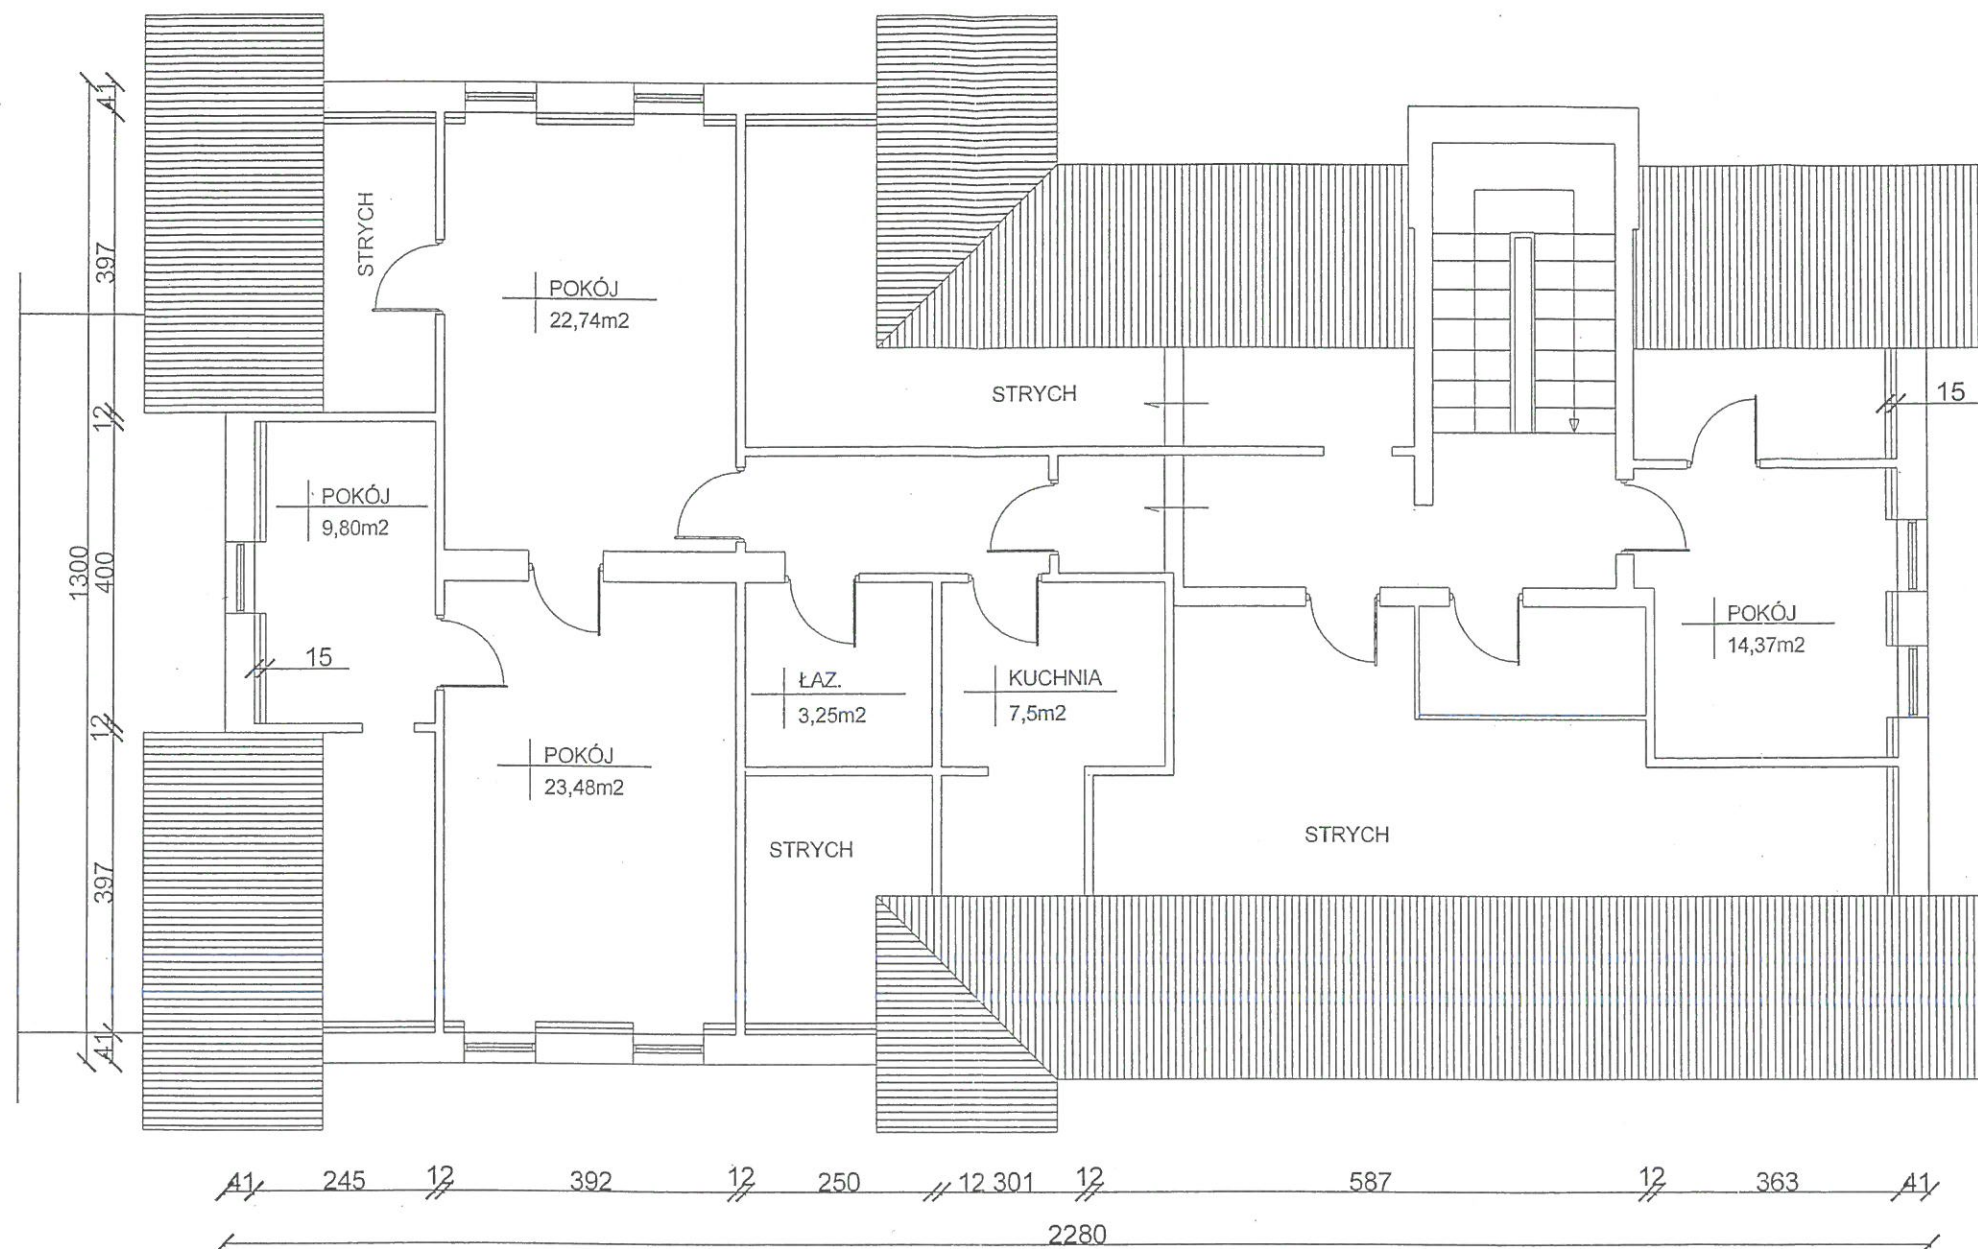 41
397
STRYCH
POKÓJ
22,74m2
STRYCH
15
12
POKÓJ
9,80m2
1300
400
15
POKÓJ
14,37m2
ŁAZ.
3,25m2
KUCHNIA
7,5m2
12
POKÓJ
23,48m2
STRYCH
STRYCH
397
41
41 245 12 392 12 250 12 301 12 587 12 363 41
2280